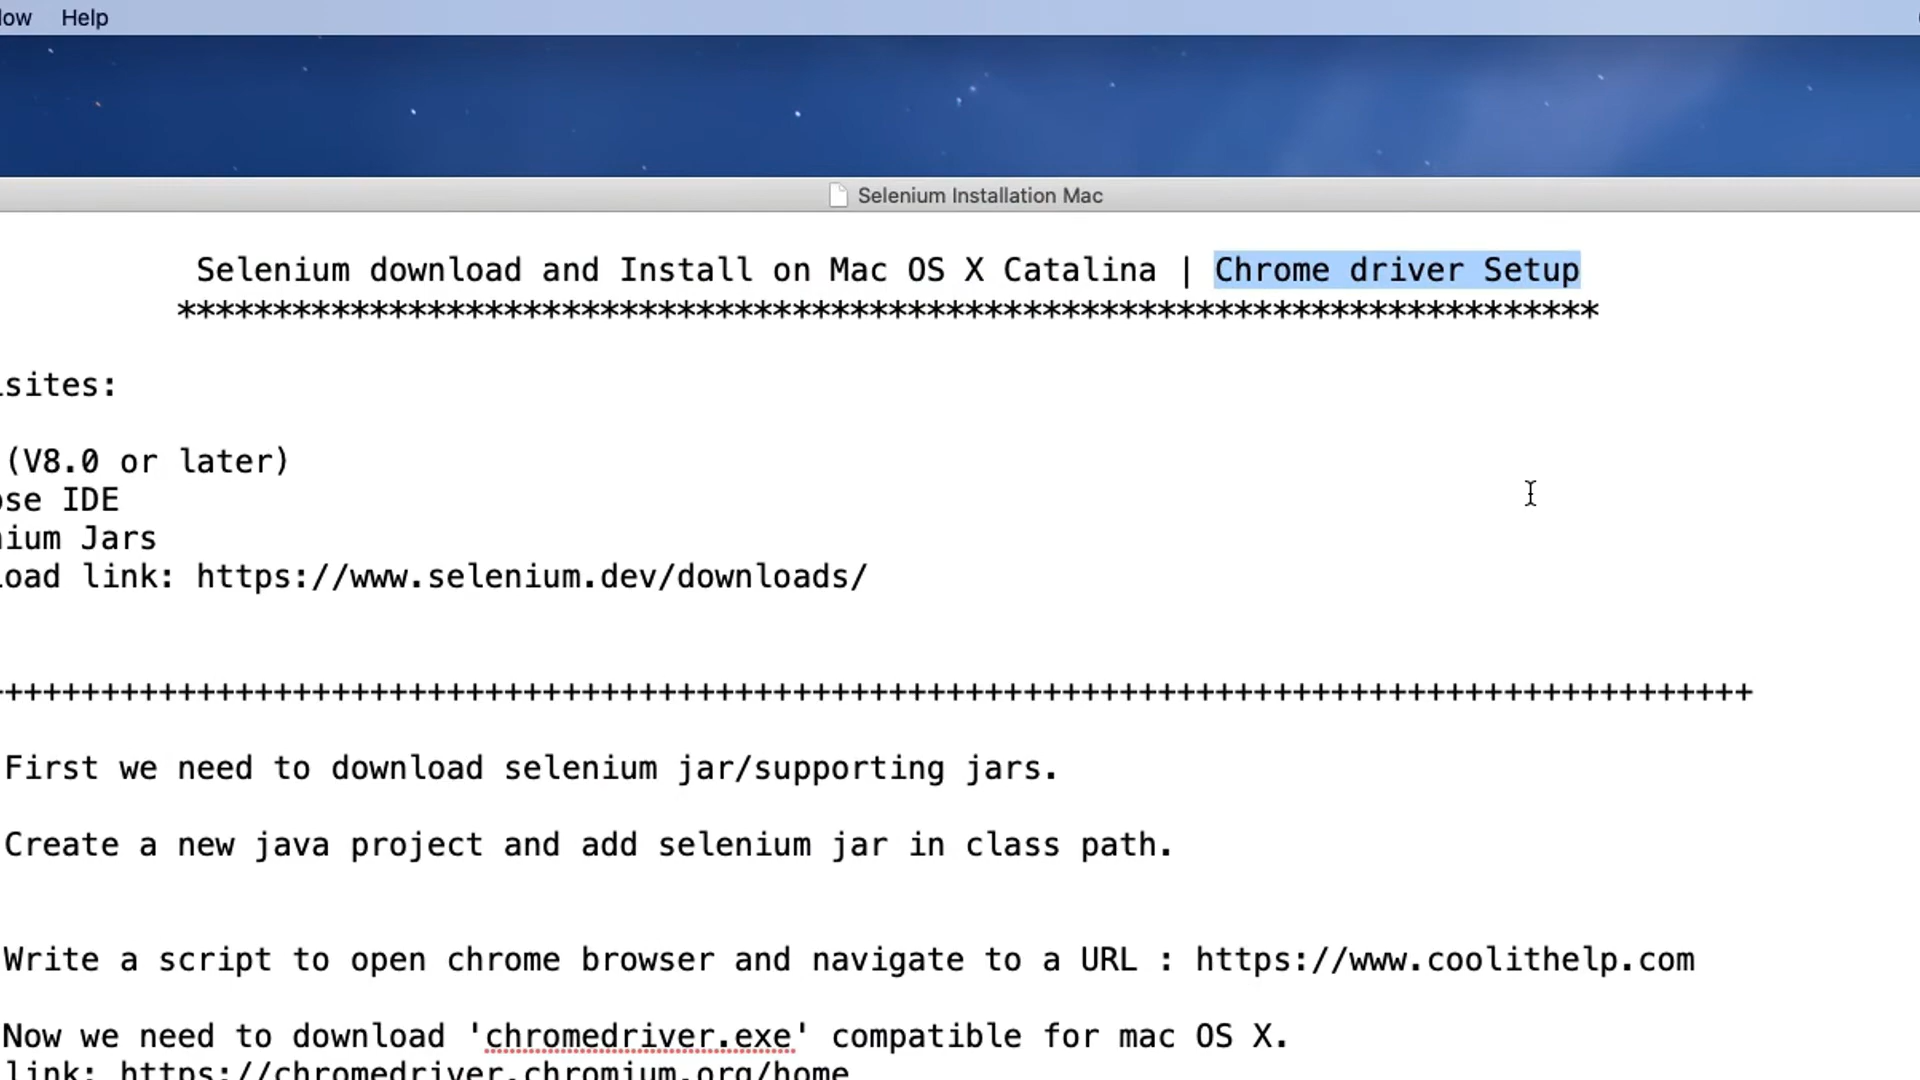 Help
Selenium Installation Mac
Selenium download and Install on Mac OS X Catalina | Chrome driver Setup
**************************************************************************
sites:
(V8.0 or later)
se IDE
ium Jars
oad link: https://www.selenium.dev/downloads/
+++++++++++++++++++++++++++++++++++++++++++++++++++++++++++++++++++++++++++++++++++++++++++
First we need to download selenium jar/supporting jars.
Create a new java project and add selenium jar in class path.
Write a script to open chrome browser and navigate to a URL : https://www.coolithelp.com
Now we need to download 'chromedriver.exe' compatible for mac OS X.
link: https://chromedriver.chromium.org/home